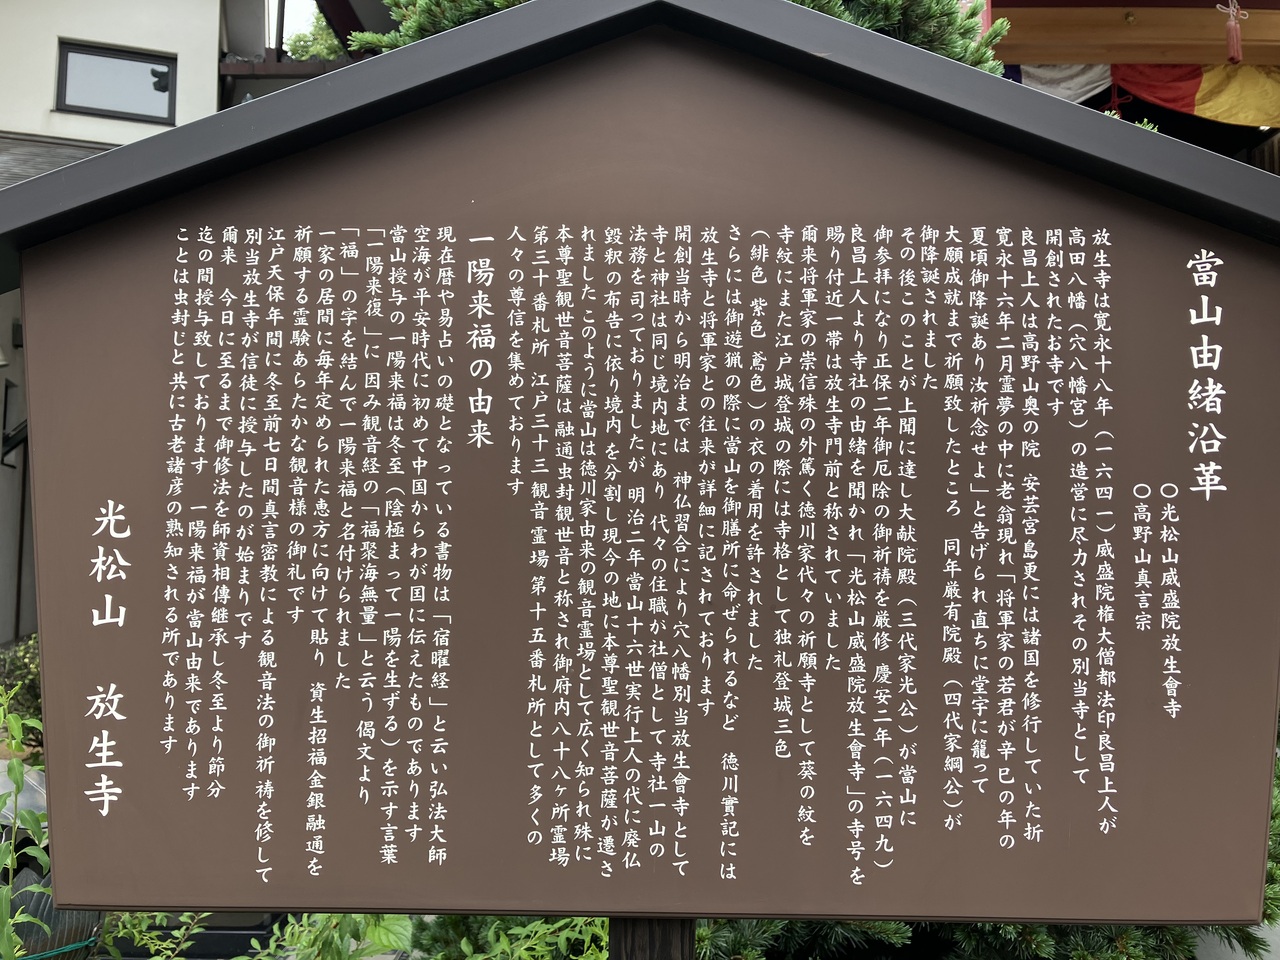 當山由緒沿革
○光松山威盛院放生會寺
○高野山真言宗
放生寺は寛永十八年（一六四一）威盛院権大僧都法印良昌上人が
高田八幡（穴八幡宮）の造営に尽力されその別当寺として
開創されたお寺です
良昌上人は高野山奥の院　安芸宮島更には諸国を修行していた折
寛永十六年二月霊夢の中に老翁現れ「将軍家の若君が辛巳の年の
夏頃御降誕あり汝祈念せよ」と告げられ直ちに堂宇に籠って
大願成就まで祈願致したところ　同年厳有院殿（四代家綱公）が
御降誕されました
その後このことが上聞に達し大献院殿（三代家光公）が當山に
御参拝になり正保二年御厄除の御祈祷を厳修 慶安二年（一六四九）
良昌上人より寺社の由緒を聞かれ「光松山威盛院放生會寺」の寺号を
賜り付近一帯は放生寺門前と称されていました
爾来将軍家の崇信殊の外篤く徳川家代々の祈願寺として葵の紋を
寺紋にまた江戸城登城の際には寺格として独礼登城三色
（緋色 紫色 鳶色）の衣の着用を許されました
さらには御遊猟の際に當山を御膳所に命ぜられるなど　徳川實記には
放生寺と将軍家との往来が詳細に記されております
開創当時から明治までは　神仏習合により穴八幡別当放生會寺として
寺と神社は同じ境内地にあり 代々の住職が社僧として寺社一山の
法務を司っておりましたが 明治二年當山十六世実行上人の代に廃仏
毀釈の布告に依り境内を分割し現今の地に本尊聖観世音菩薩が遷さ
れました このように當山は徳川家由来の観音霊場として広く知られ殊に
本尊聖観世音菩薩は融通虫封観世音と称され御府内八十八ヶ所霊場
第三十番札所 江戸三十三観音霊場第十五番札所として多くの
人々の尊信を集めております
一陽来福の由来
現在暦や易占いの礎となっている書物は「宿曜経」と云い弘法大師
空海が平安時代に初めて中国からわが国に伝えたものであります
當山授与の一陽来福は冬至（陰極まって一陽を生ずる）を示す言葉
「一陽来復」に 因み観音経の「福聚海無量」と云う 偈文より
「福」の字を結んで一陽来福と名付けられました
一家の居間に毎年定められた恵方に向けて貼り　資生招福金銀融通を
祈願する霊験あらたかな観音様の御札です
江戸天保年間に冬至前七日間真言密教による観音法の御祈祷を修して
別当放生寺が信徒に授与したのが始まりです
爾来　今日に至るまで御修法を師資相傳継承し冬至より節分
迄の間授与致しております　一陽来福が當山由来であります
ことは虫封じと共に古老諸彦の熟知される所であります
光松山　放生寺